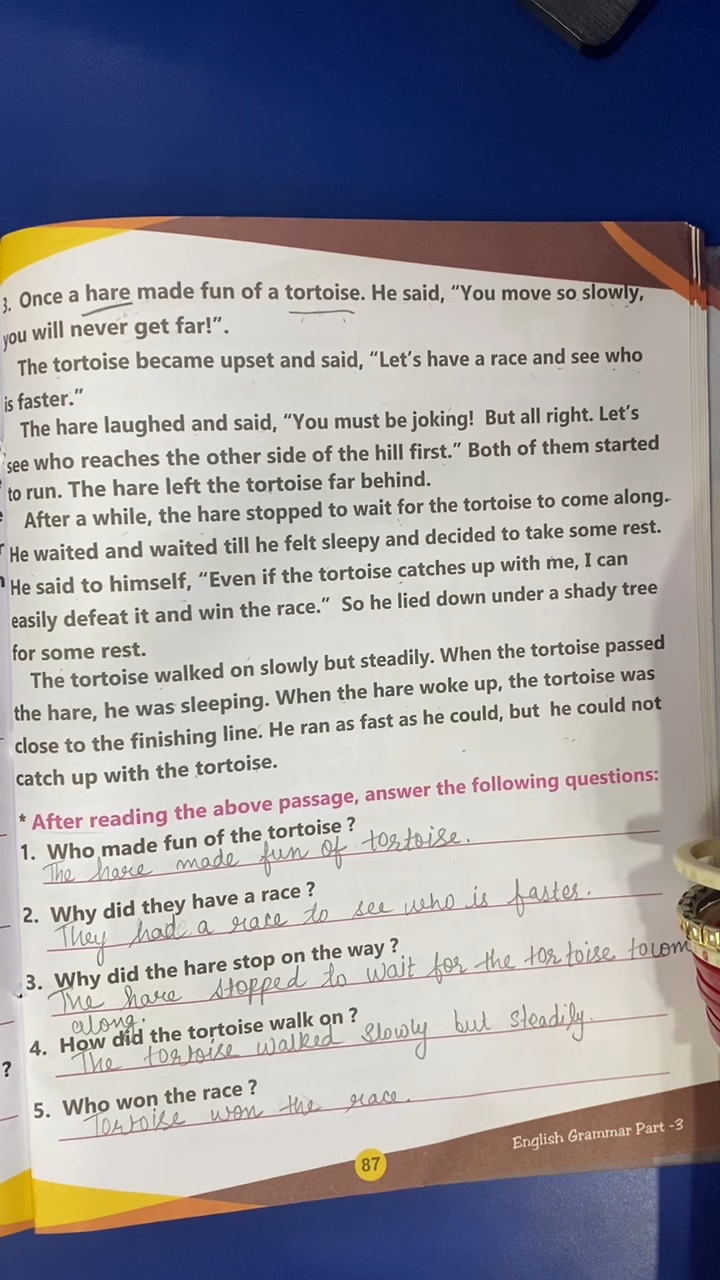 3. Once a hare made fun of a tortoise. He said, “You move so slowly,
you will never get far!”.
The tortoise became upset and said, “Let’s have a race and see who
is faster.”
The hare laughed and said, “You must be joking! But all right. Let’s
see who reaches the other side of the hill first.” Both of them started
to run. The hare left the tortoise far behind.
After a while, the hare stopped to wait for the tortoise to come along.
He waited and waited till he felt sleepy and decided to take some rest.
He said to himself, “Even if the tortoise catches up with me, I can
easily defeat it and win the race.” So he lied down under a shady tree
for some rest.
The tortoise walked on slowly but steadily. When the tortoise passed
the hare, he was sleeping. When the hare woke up, the tortoise was
close to the finishing line. He ran as fast as he could, but he could not
catch up with the tortoise.
* After reading the above passage, answer the following questions:
1. Who made fun of the tortoise ?
The hare made fun of tortoise.
2. Why did they have a race ?
They had a race to see who is faster.
3. Why did the hare stop on the way ?
The hare stopped to wait for the tortoise to com
along.
4. How did the tortoise walk on ?
The tortoise walked slowly but steadily.
5. Who won the race ?
Tortoise won the race.
English Grammar Part -3
87
?